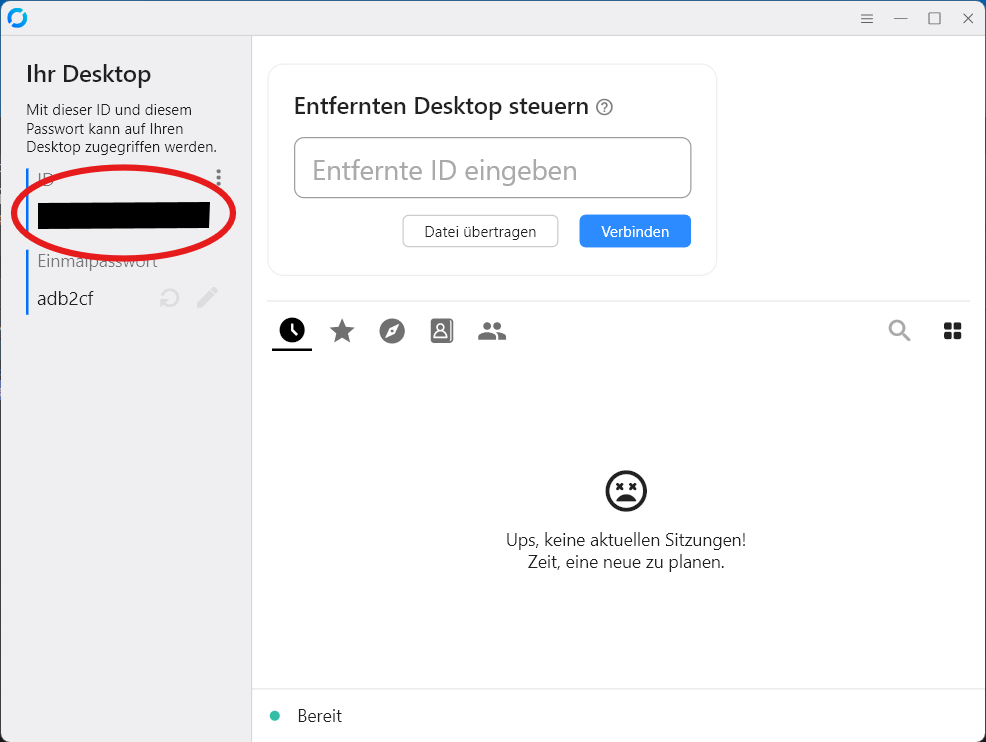 Ihr Desktop
Mit dieser ID und diesem
Passwort kann auf Ihren
Desktop zugegriffen werden.
ID
Einmalpasswort
adb2cf
Entfernten Desktop steuern
Entfernte ID eingeben
Datei übertragen
Verbinden
Ups, keine aktuellen Sitzungen!
Zeit, eine neue zu planen.
Bereit